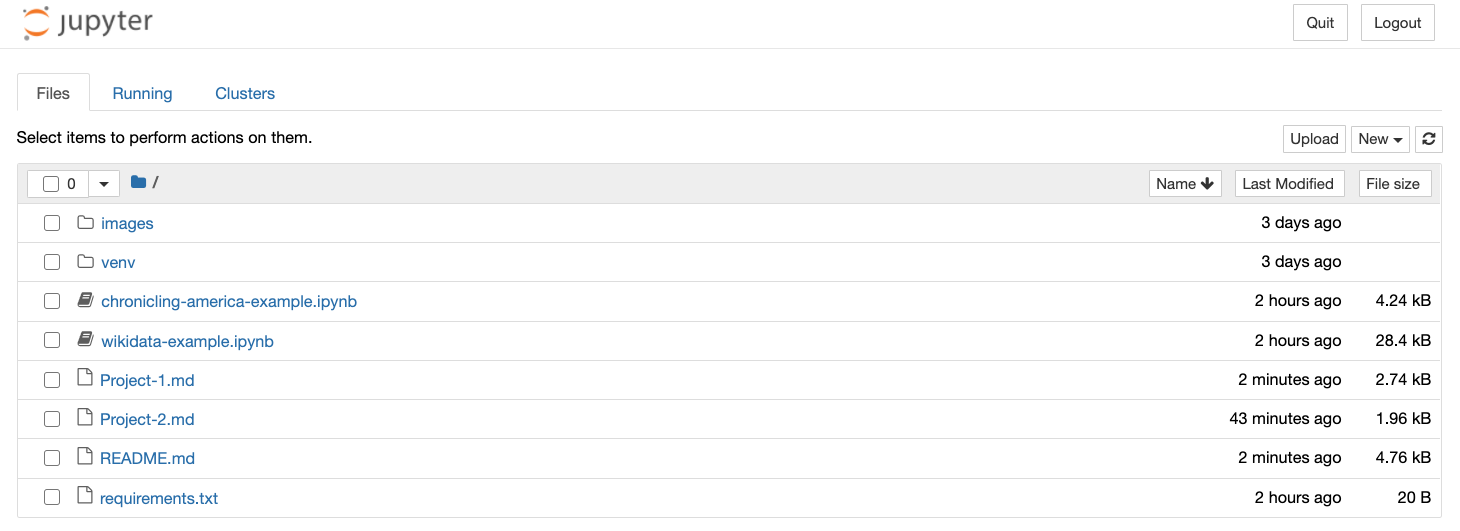 jupyter Quit Logout
Files Running Clusters
Select items to perform actions on them. Upload New
0 / Name Last Modified File size
images 3 days ago
venv 3 days ago
chronicling-america-example.ipynb 2 hours ago 4.24 kB
wikidata-example.ipynb 2 hours ago 28.4 kB
Project-1.md 2 minutes ago 2.74 kB
Project-2.md 43 minutes ago 1.96 kB
README.md 2 minutes ago 4.76 kB
requirements.txt 2 hours ago 20 B